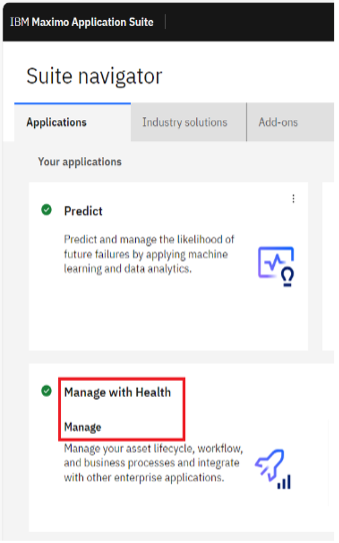 IBM Maximo Application Suite
Suite navigator
Applications Industry solutions Add-ons
Your applications
Predict
Predict and manage the likelihood of
future failures by applying machine
learning and data analytics.
Manage with Health
Manage
Manage your asset lifecycle, workflow,
and business processes and integrate
with other enterprise applications.